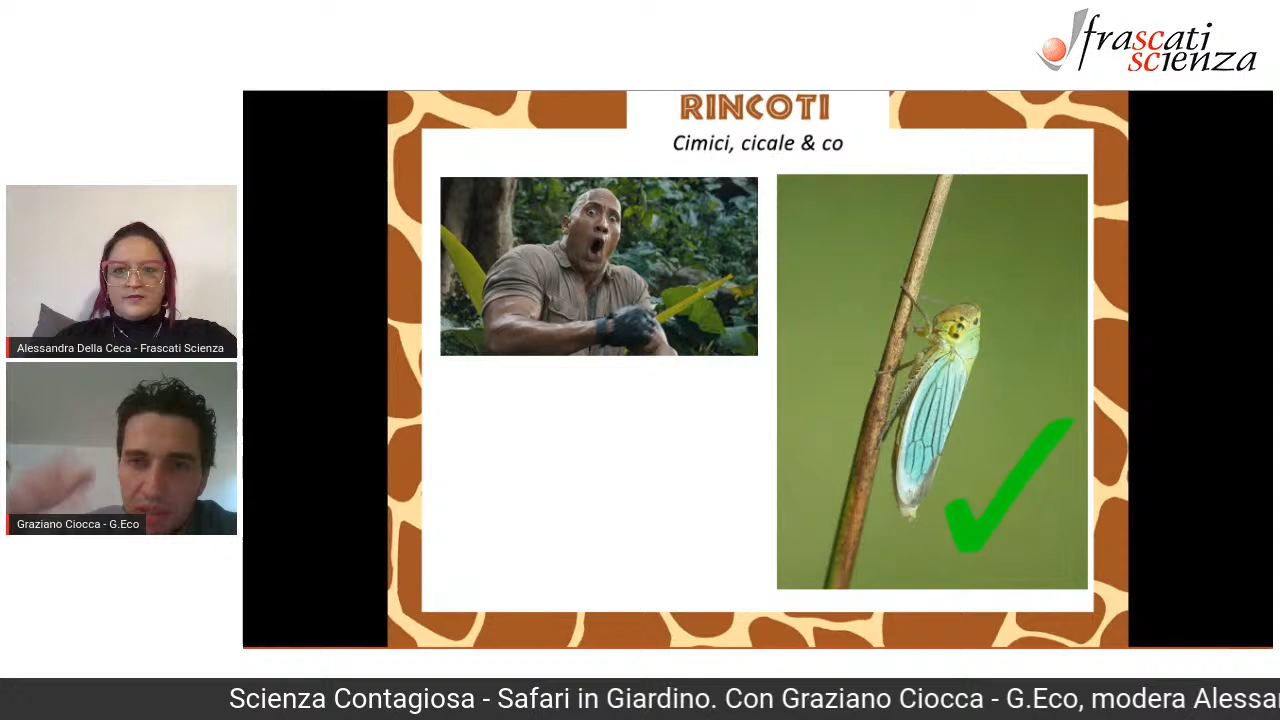 frascati
scienza
RINCOTI
Cimici, cicale & co
Alessandra Della Ceca - Frascati Scienza
Graziano Ciocca - G.Eco
Scienza Contagiosa - Safari in Giardino. Con Graziano Ciocca - G.Eco, modera Alessa